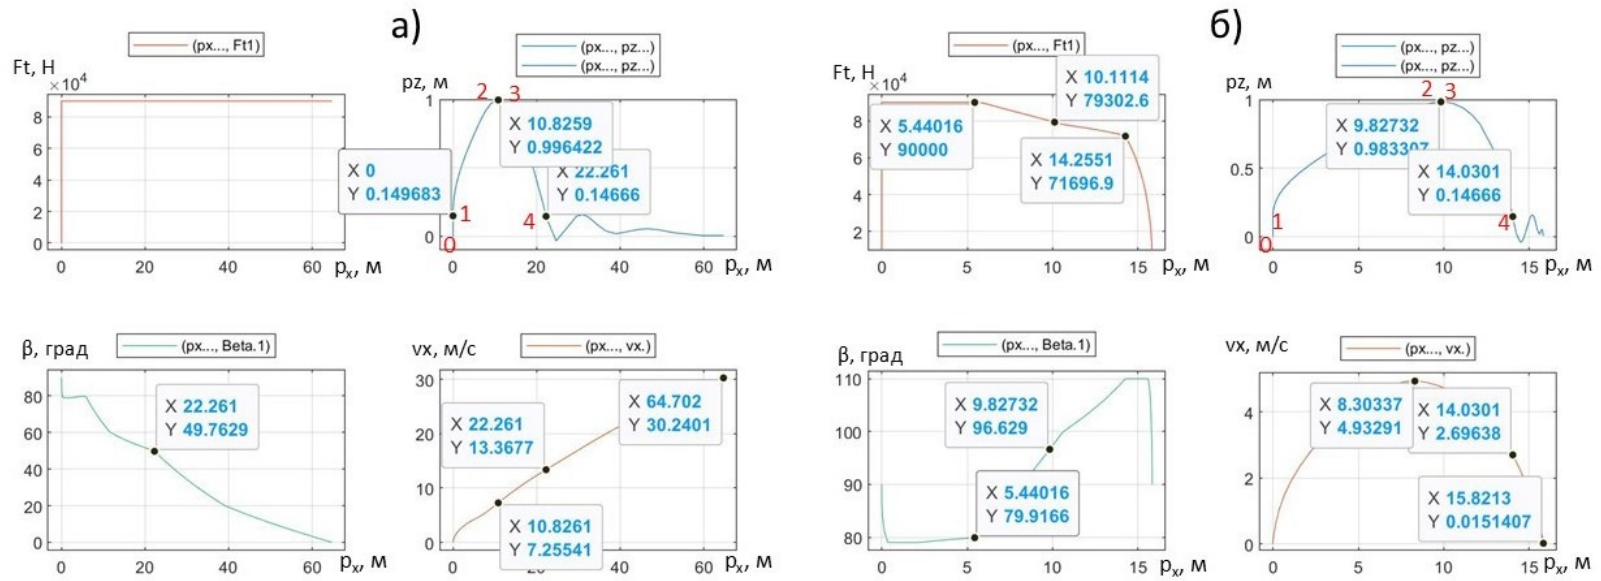 а)
(px..., Ft1)
Ft, Н
×10⁴
8
6
4
2
0
0
20
40
60
pₓ, м
(px..., pz...)
(px..., pz...)
pz, м
1
0
0
20
40
60
pₓ, м
2
3
1
0
4
X 0
Y 0.149683
X 10.8259
Y 0.996422
X 22.261
Y 0.14666
б)
(px..., Ft1)
Ft, Н
×10⁴
8
6
4
2
0
5
10
15
pₓ, м
X 10.1114
Y 79302.6
X 5.44016
Y 90000
X 14.2551
Y 71696.9
(px..., pz...)
(px..., pz...)
pz, м
1
0.5
0
0
5
10
15
pₓ, м
2
3
1
0
4
X 9.82732
Y 0.983307
X 14.0301
Y 0.14666
(px..., Beta.1)
β, град
80
60
40
20
0
0
20
40
60
pₓ, м
X 22.261
Y 49.7629
(px..., vx.)
vx, м/с
30
20
10
0
0
20
40
60
pₓ, м
X 22.261
Y 13.3677
X 64.702
Y 30.2401
X 10.8261
Y 7.25541
(px..., Beta.1)
β, град
110
100
90
80
0
5
10
15
pₓ, м
X 9.82732
Y 96.629
X 5.44016
Y 79.9166
(px..., vx.)
vx, м/с
4
2
0
0
5
10
15
pₓ, м
X 8.30337
Y 4.93291
X 14.0301
Y 2.69638
X 15.8213
Y 0.0151407